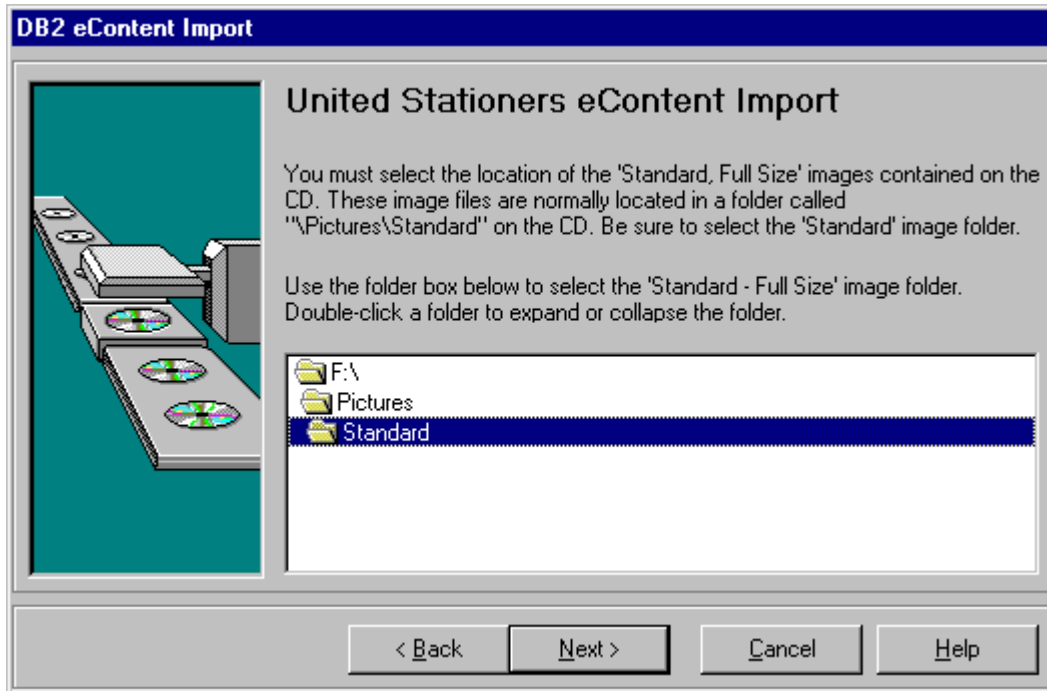 DB2 eContent Import
United Stationers eContent Import
You must select the location of the 'Standard, Full Size' images contained on the
CD. These image files are normally located in a folder called
"\Pictures\Standard" on the CD. Be sure to select the 'Standard' image folder.
Use the folder box below to select the 'Standard - Full Size' image folder.
Double-click a folder to expand or collapse the folder.
F:\
Pictures
Standard
< Back Next > Cancel Help